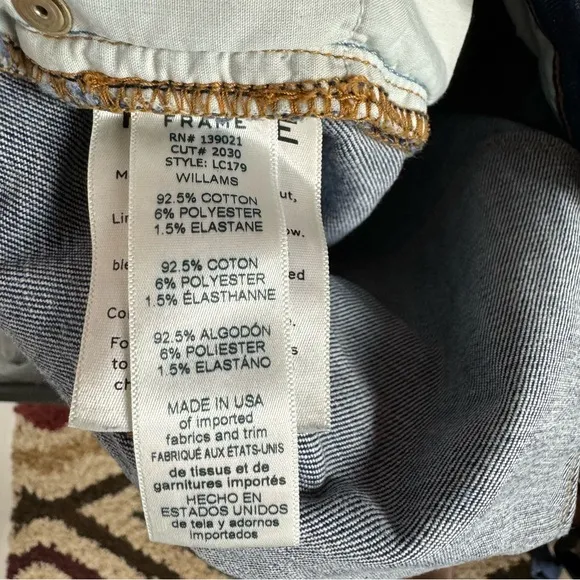 FRAME
RN# 139021
CUT# 2030
STYLE: LC179
WILLAMS
92.5% COTTON
6% POLYESTER
1.5% ELASTANE
92.5% COTON
6% POLYESTER
1.5% ÉLASTHANNE
92.5% ALGODÓN
6% POLIESTER
1.5% ELASTÁNO
MADE IN USA
of imported
fabrics and trim
FABRIQUÉ AUX ÉTATS-UNIS
de tissus et de
garnitures importés
HECHO EN
ESTADOS UNIDOS
de tela y adornos
importados